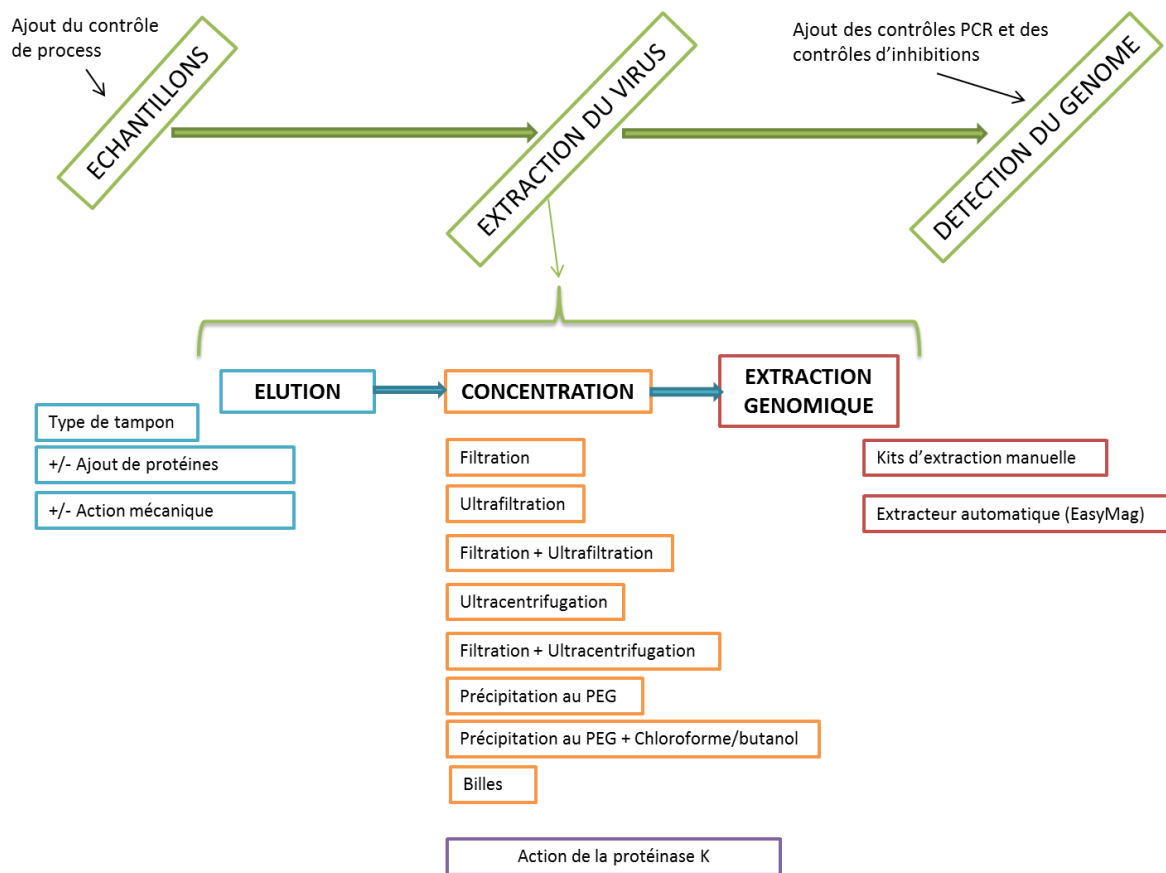 Ajout du contrôle
de process
ECHANTILLONS
EXTRACTION DU VIRUS
Ajout des contrôles PCR et des
contrôles d’inhibitions
DETECTION DU GENOME
ELUTION
CONCENTRATION
EXTRACTION
GENOMIQUE
Type de tampon
+/- Ajout de protéines
+/- Action mécanique
Filtration
Ultrafiltration
Filtration + Ultrafiltration
Ultracentrifugation
Filtration + Ultracentrifugation
Précipitation au PEG
Précipitation au PEG + Chloroforme/butanol
Billes
Kits d’extraction manuelle
Extracteur automatique (EasyMag)
Action de la protéinase K